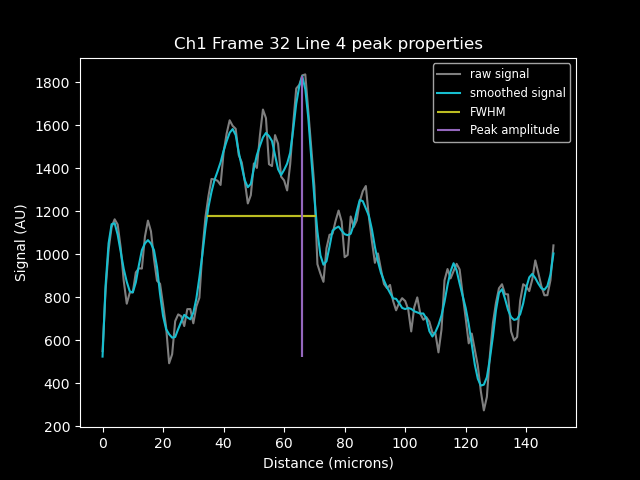 Ch1 Frame 32 Line 4 peak properties
raw signal
smoothed signal
FWHM
Peak amplitude
Signal (AU)
1800
1600
1400
1200
1000
800
600
400
200
0 20 40 60 80 100 120 140
Distance (microns)